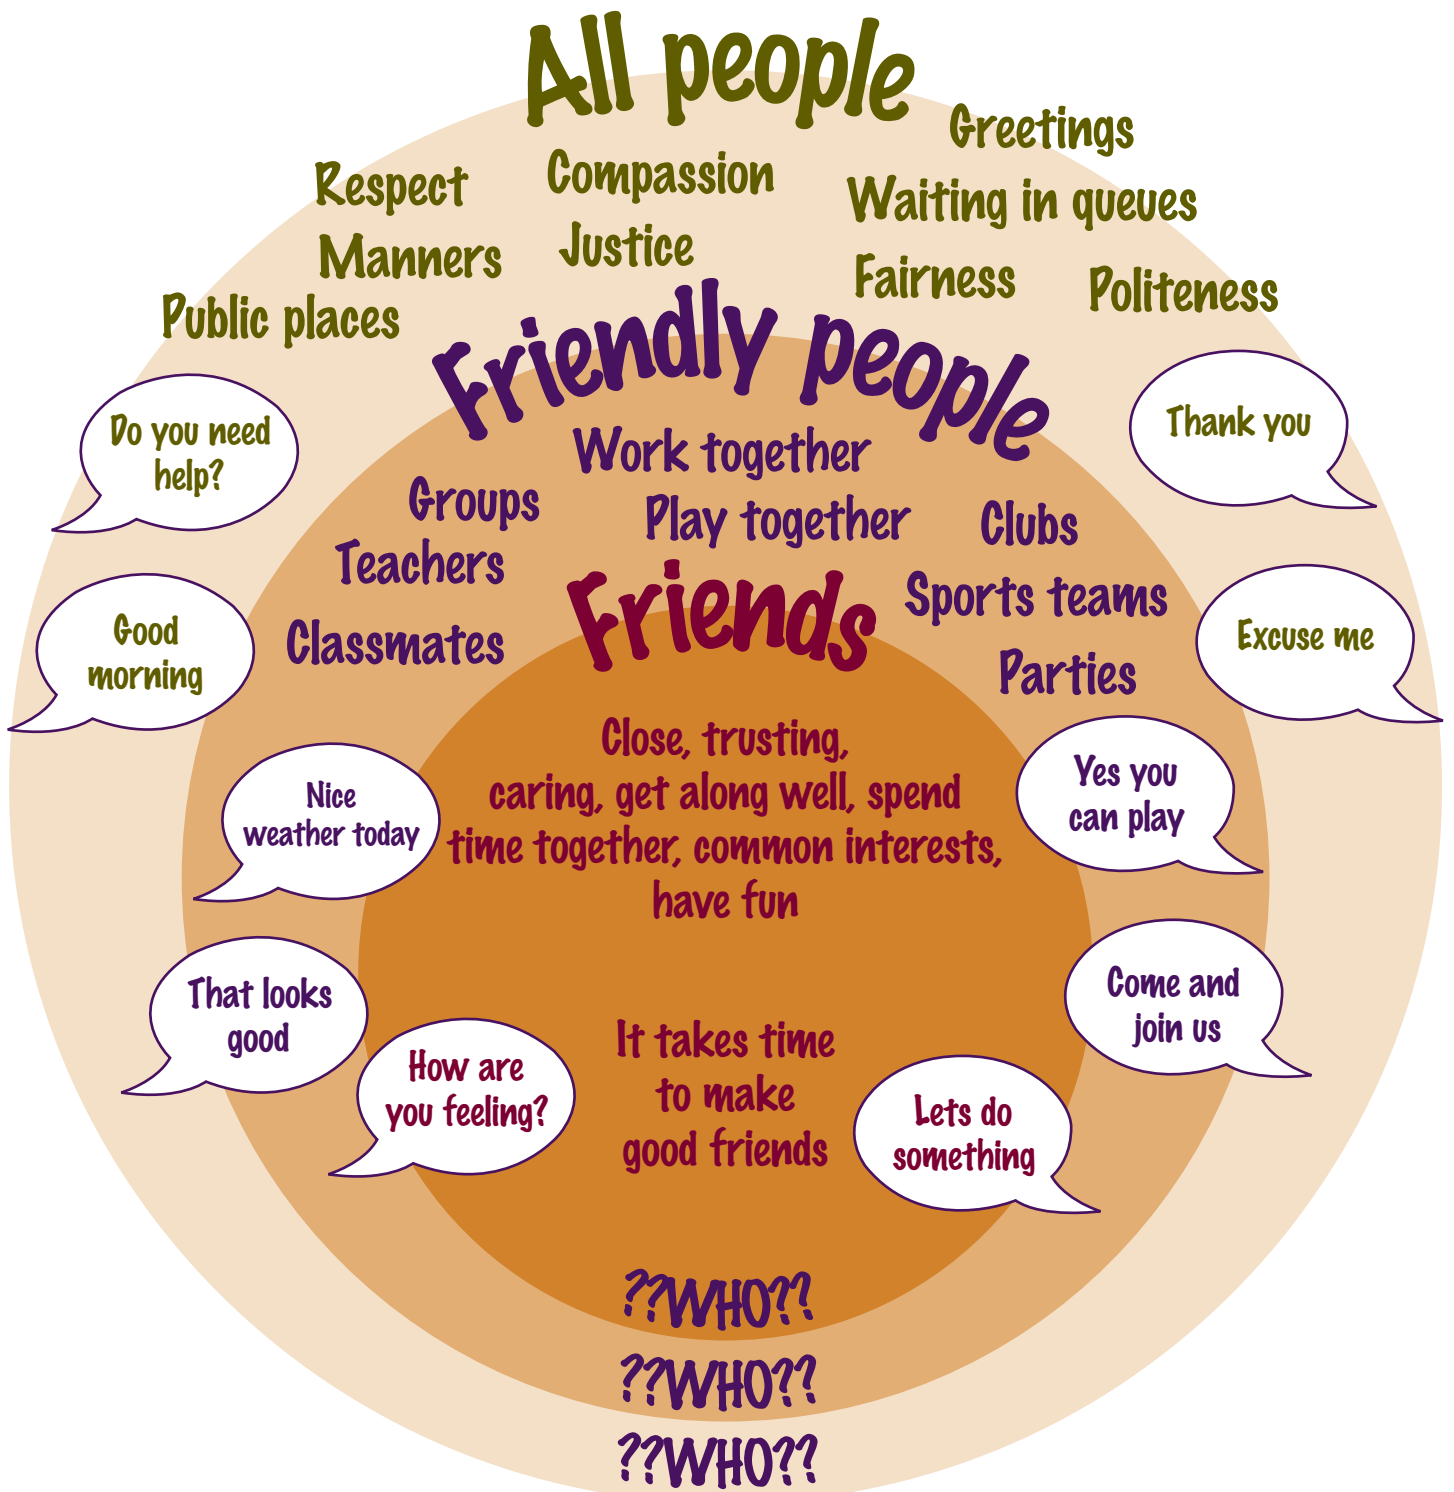 All people
Greetings
Respect
Compassion
Waiting in queues
Manners
Justice
Fairness
Politeness
Public places
Friendly people
Do you need
help?
Thank you
Work together
Groups
Play together
Clubs
Teachers
Sports teams
Classmates
Parties
Friends
Good
morning
Excuse me
Close, trusting,
caring, get along well, spend
time together, common interests,
have fun
Nice
weather today
Yes you
can play
That looks
good
Come and
join us
How are
you feeling?
It takes time
to make
good friends
Lets do
something
??WHO??
??WHO??
??WHO??